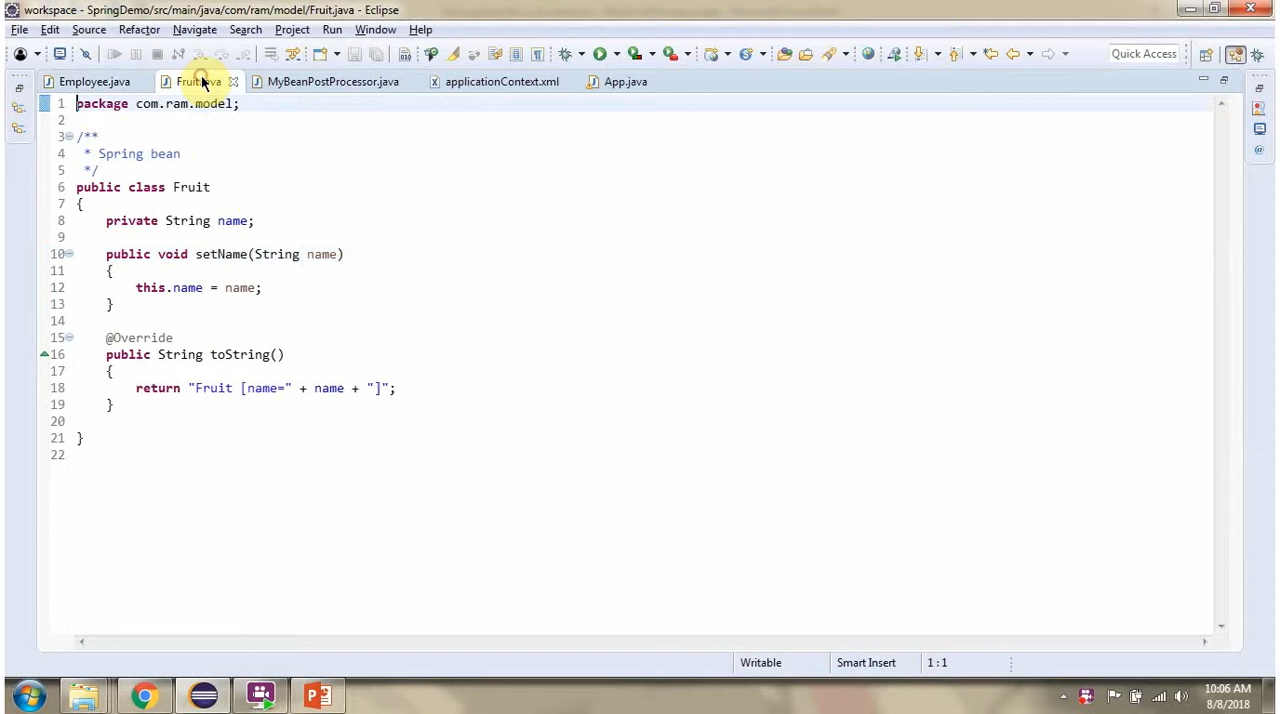 workspace - SpringDemo/src/main/java/com/ram/model/Fruit.java - Eclipse
File Edit Source Refactor Navigate Search Project Run Window Help
Quick Access
Employee.java Fruit.java MyBeanPostProcessor.java applicationContext.xml App.java
1 package com.ram.model;
2
3 /**
4 * Spring bean
5 */
6 public class Fruit
7 {
8 private String name;
9
10 public void setName(String name)
11 {
12 this.name = name;
13 }
14
15 @Override
16 public String toString()
17 {
18 return "Fruit [name=" + name + "]";
19 }
20
21 }
22
Writable Smart Insert 1 : 1
10:06 AM
8/8/2018